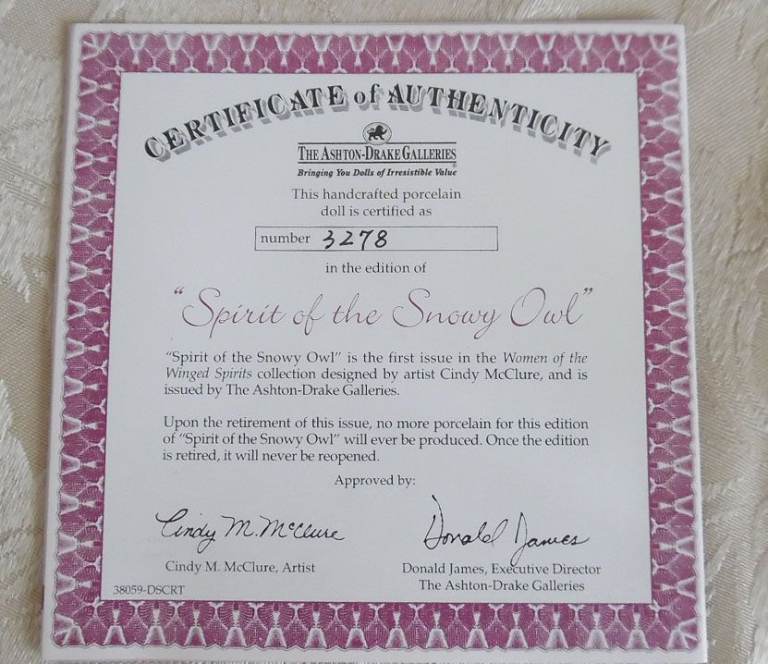 CERTIFICATE of AUTHENTICITY
THE ASHTON-DRAKE GALLERIES
Bringing You Dolls of Irresistible Value
This handcrafted porcelain
doll is certified as
number 3278
in the edition of
"Spirit of the Snowy Owl"
"Spirit of the Snowy Owl" is the first issue in the Women of the
Winged Spirits collection designed by artist Cindy McClure, and is
issued by The Ashton-Drake Galleries.
Upon the retirement of this issue, no more porcelain for this edition
of "Spirit of the Snowy Owl" will ever be produced. Once the edition
is retired, it will never be reopened.
Approved by:
Cindy M. McClure Donald James
Cindy M. McClure, Artist Donald James, Executive Director
The Ashton-Drake Galleries
38059-DSCRT